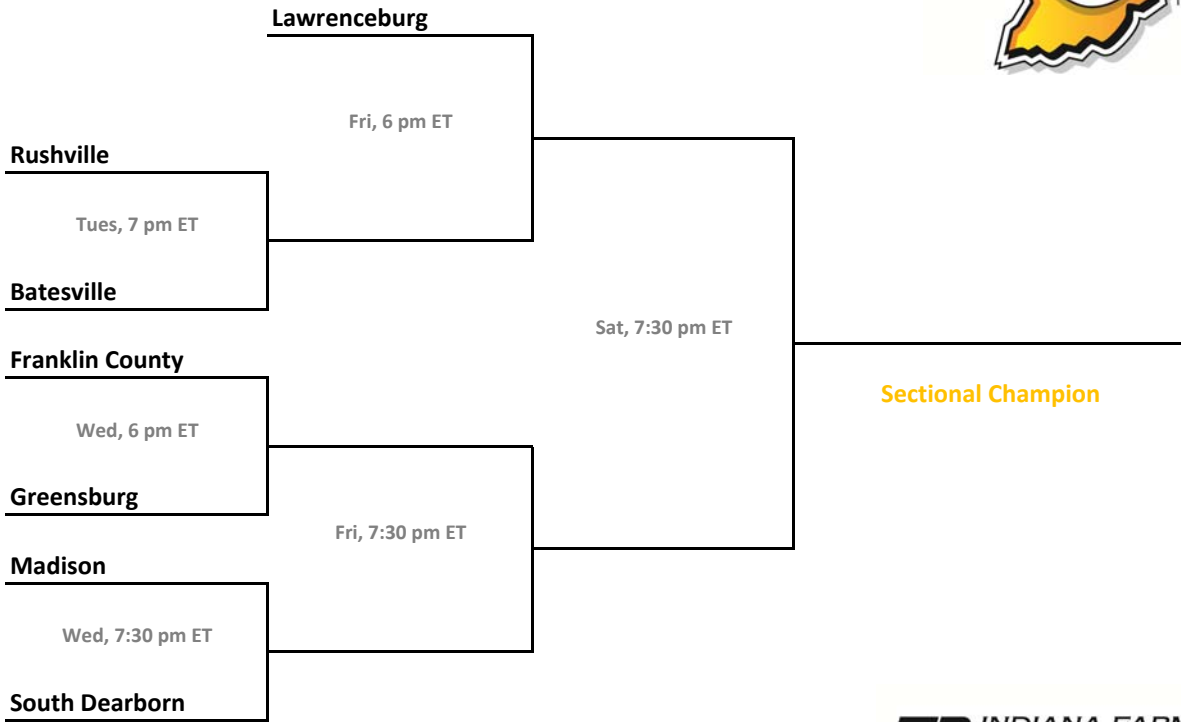 Lawrenceburg
Fri, 6 pm ET
Rushville
Tues, 7 pm ET
Batesville
Sat, 7:30 pm ET
Franklin County
Sectional Champion
Wed, 6 pm ET
Greensburg
Fri, 7:30 pm ET
Madison
Wed, 7:30 pm ET
South Dearborn
INDIANA FARM